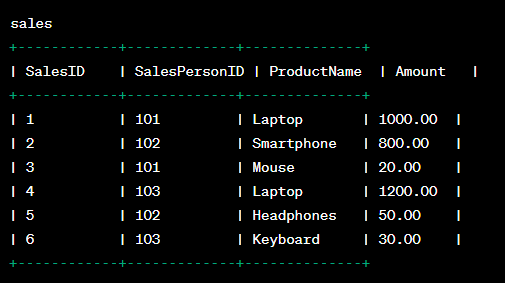 sales
+------------+------------+-------------+
| SalesID | SalesPersonID | ProductName | Amount |
+------------+------------+-------------+
| 1 | 101 | Laptop | 1000.00 |
| 2 | 102 | Smartphone | 800.00 |
| 3 | 101 | Mouse | 20.00 |
| 4 | 103 | Laptop | 1200.00 |
| 5 | 102 | Headphones | 50.00 |
| 6 | 103 | Keyboard | 30.00 |
+------------+------------+-------------+